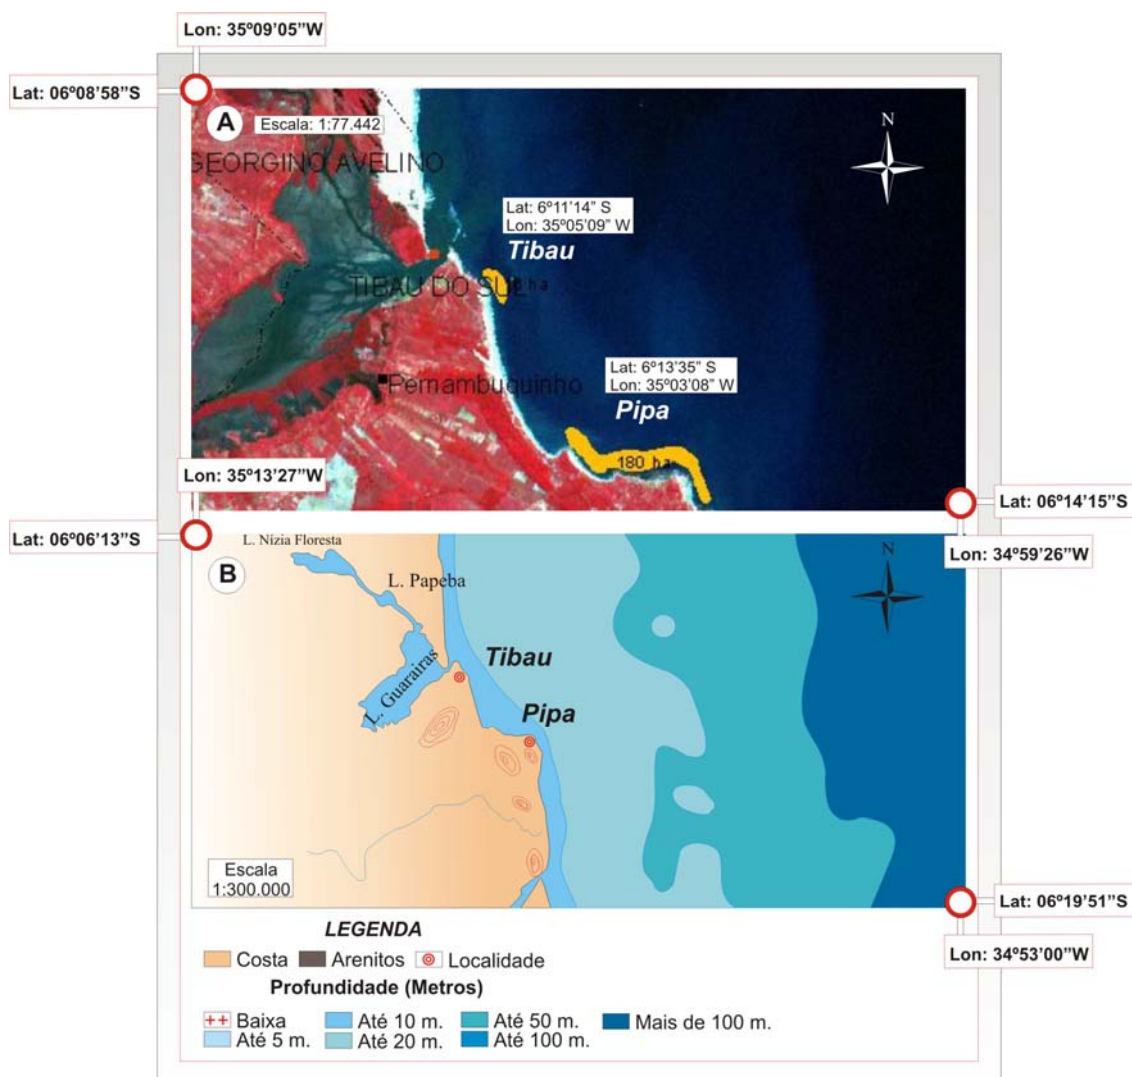 Lon: 35º09’05”W
Lat: 06º08’58”S
A
Escala: 1:77.442
N
GEORGINO AVELINO
Lat: 6º11’14” S
Lon: 35º05’09” W
Tibau
TIBAU DO SUL
ha
Lat: 6º13’35” S
Lon: 35º03’08” W
Pernambuquinho
Pipa
180 ha
Lon: 35º13’27”W
Lat: 06º14’15”S
Lat: 06º06’13”S
Lon: 34º59’26”W
L. Nízia Floresta
B
N
L. Papeba
Tibau
L. Guarairas
Pipa
Escala
1:300.000
Lat: 06º19’51”S
Lon: 34º53’00”W
LEGENDA
Costa Arenitos Localidade
Profundidade (Metros)
Baixa Até 10 m. Até 50 m. Mais de 100 m.
Até 5 m. Até 20 m. Até 100 m.